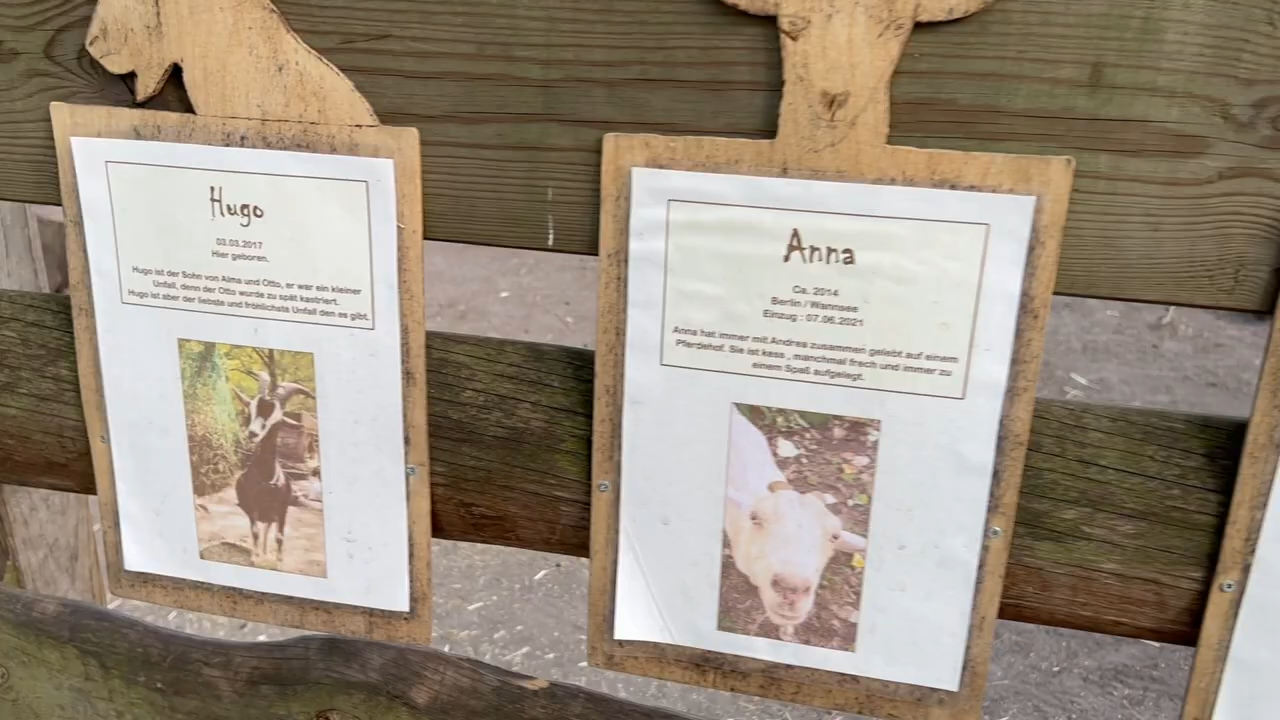 Hugo
03.03.2017
Hier geboren.
Hugo ist der Sohn von Alma und Otto, er war ein kleiner
Unfall, denn der Otto wurde zu spät kastriert.
Hugo ist aber der liebste und fröhlichste Unfall den es gibt.
Anna
Ca. 2014
Berlin / Wannsee
Einzug : 07.06.2021
Anna hat immer mit Andrea zusammen gelebt auf einem
Pferdehof. Sie ist kess , manchmal frech und immer zu
einem Spaß aufgelegt.